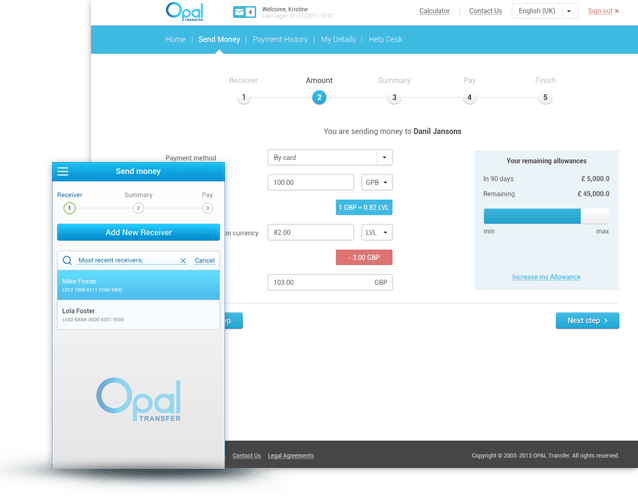 Opal
TRANSFER
4
Welcome, Kristine
Last login: 31/11/2011 10:07
Calculator
Contact Us
English (UK)
Sign out ×
Home
Send Money
Payment History
My Details
Help Desk
Receiver
Amount
Summary
Pay
Finish
1
2
3
4
5
You are sending money to Danil Jansons
Payment method
By card
100.00
GPB
1 GBP = 0.82 LVL
on currency
82.00
LVL
- 3.00 GBP
103.00
GBP
Your remaining allowances
In 90 days
£ 5,000.0
Remaining
£ 45,000.0
min
max
Increase my Allowance
ep
Next step
Contact Us
Legal Agreements
Copyright © 2003-2013 OPAL Transfer. All rights reserved.
Send money
Receiver
Summary
Pay
1
2
3
Add New Receiver
Most recent receivers
Cancel
Mike Foster
Lola Foster
LV00 BANK 0000 4351 9500
Opal
TRANSFER